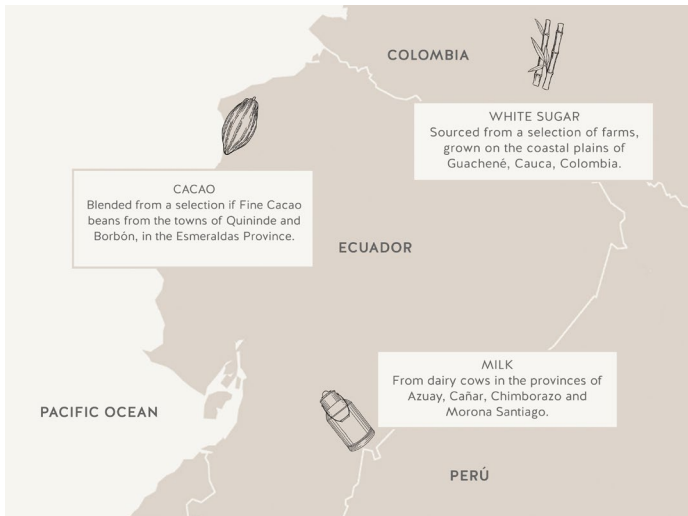 COLOMBIA
WHITE SUGAR
Sourced from a selection of farms,
grown on the coastal plains of
Guachené, Cauca, Colombia.
CACAO
Blended from a selection if Fine Cacao
beans from the towns of Quininde and
Borbón, in the Esmeraldas Province.
ECUADOR
MILK
From dairy cows in the provinces of
Azuay, Cañar, Chimborazo and
Morona Santiago.
PACIFIC OCEAN
PERÚ